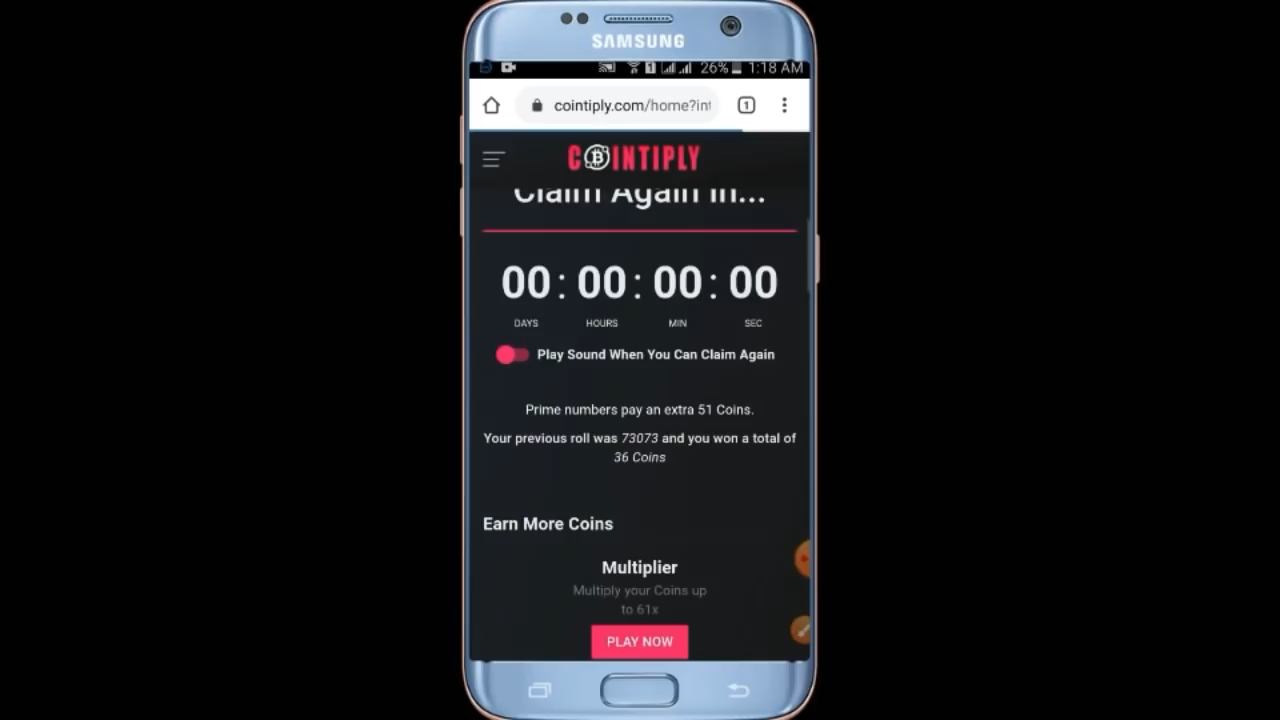 SAMSUNG
1 26% 1:18 AM
cointiply.com/home?int
1
COINTIPLY
Claim Again In...
00 : 00 : 00 : 00
DAYS HOURS MIN SEC
Play Sound When You Can Claim Again
Prime numbers pay an extra 51 Coins.
Your previous roll was 73073 and you won a total of
36 Coins
Earn More Coins
Multiplier
Multiply your Coins up
to 61x
PLAY NOW